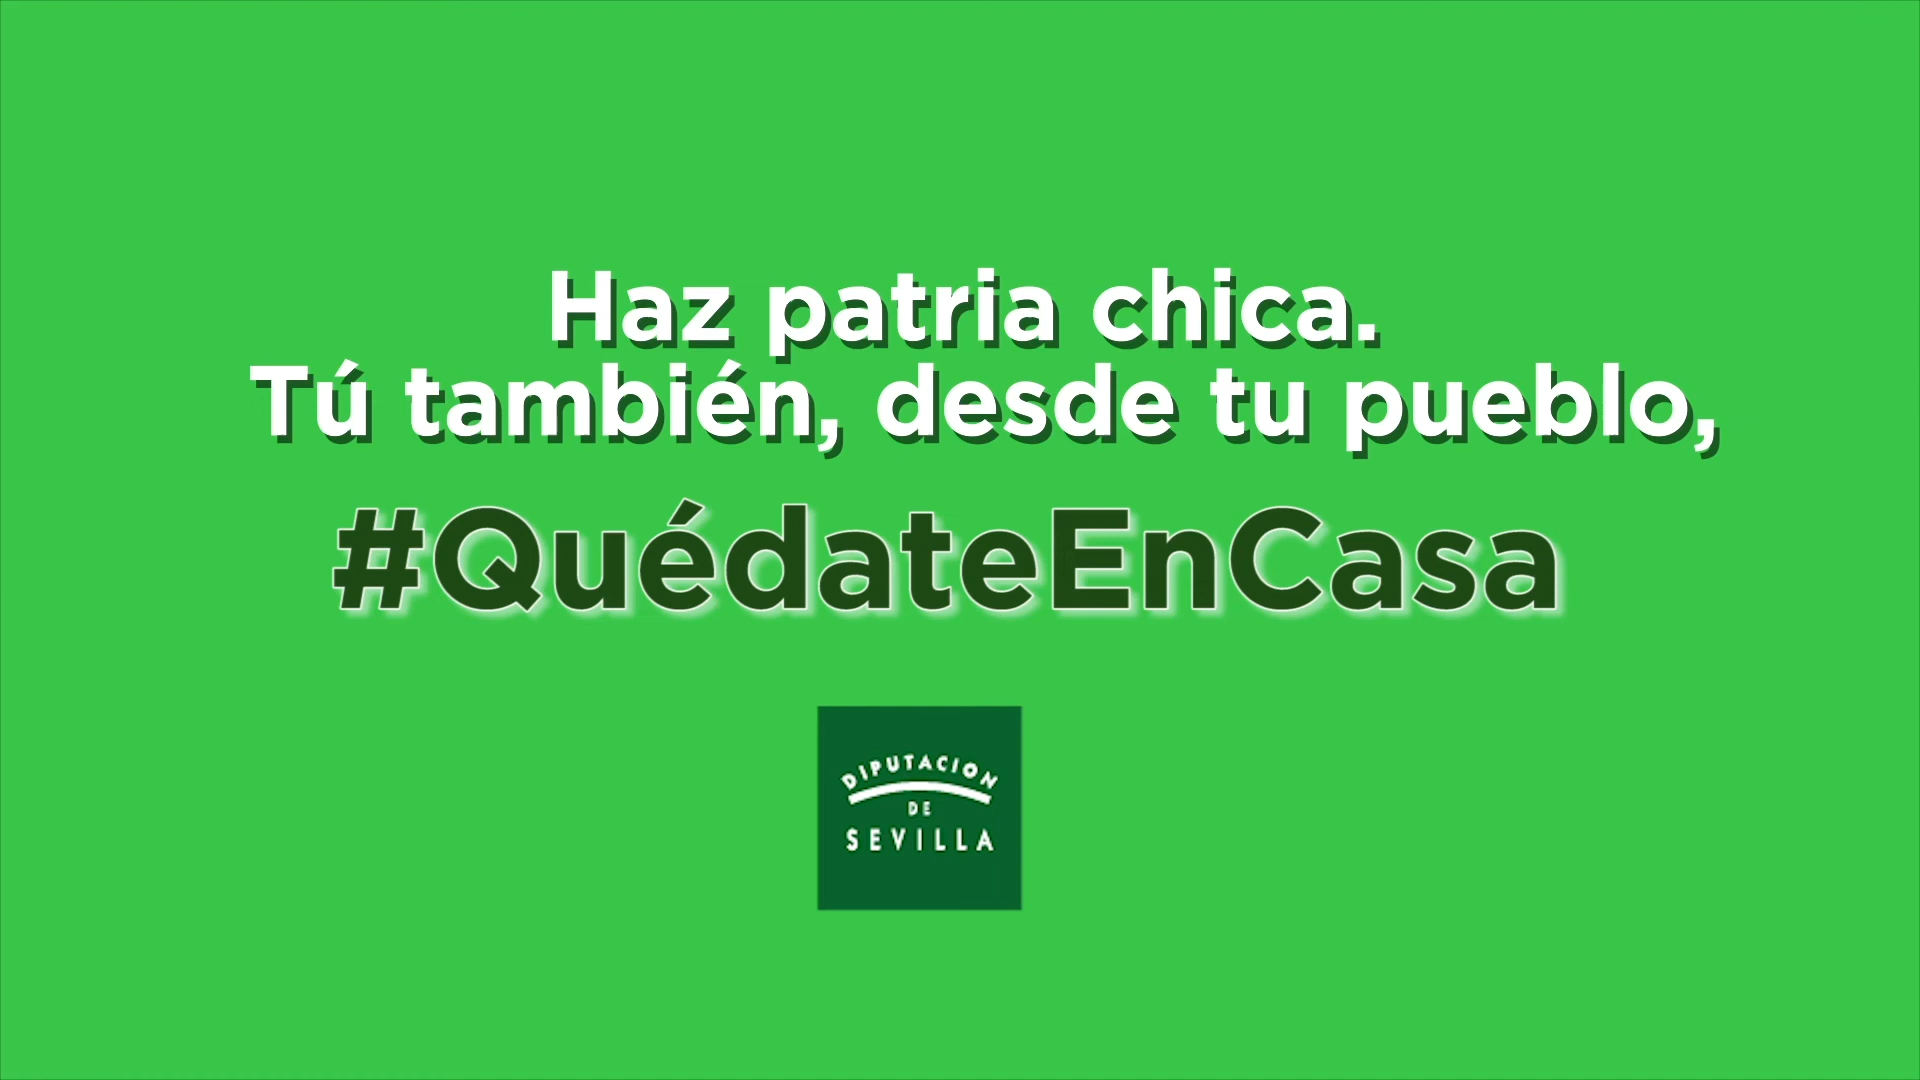 Haz patria chica.
Tú también, desde tu pueblo,
#QuédateEnCasa
DIPUTACION
DE
SEVILLA